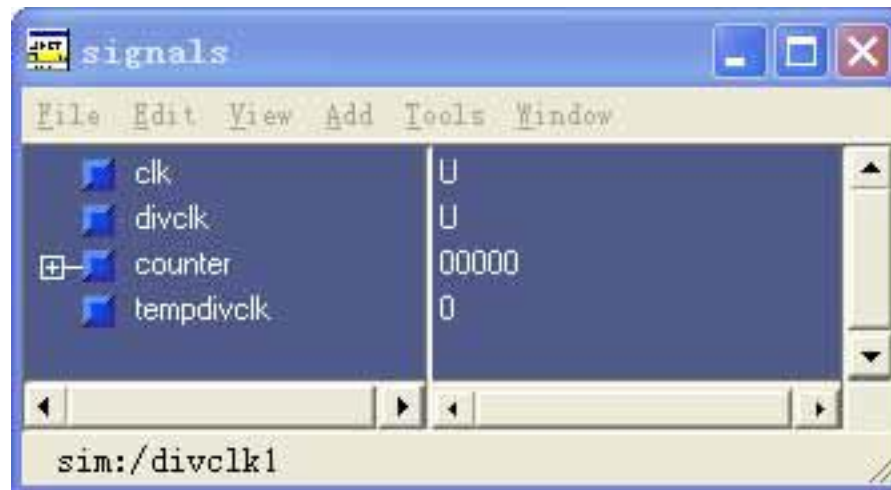 signals
File Edit View Add Tools Window
clk U
divclk U
counter 00000
tempdivclk 0
sim:/divclk1